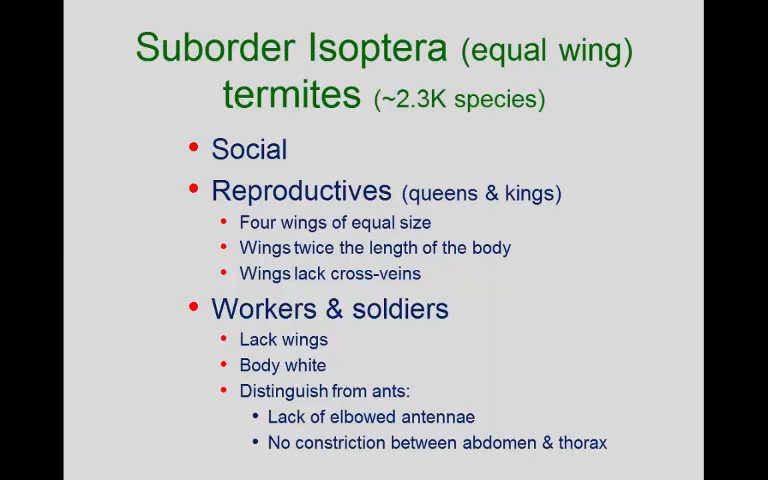 Suborder Isoptera (equal wing)
termites (~2.3K species)
• Social
• Reproductives (queens & kings)
• Four wings of equal size
• Wings twice the length of the body
• Wings lack cross-veins
• Workers & soldiers
• Lack wings
• Body white
• Distinguish from ants:
• Lack of elbowed antennae
• No constriction between abdomen & thorax